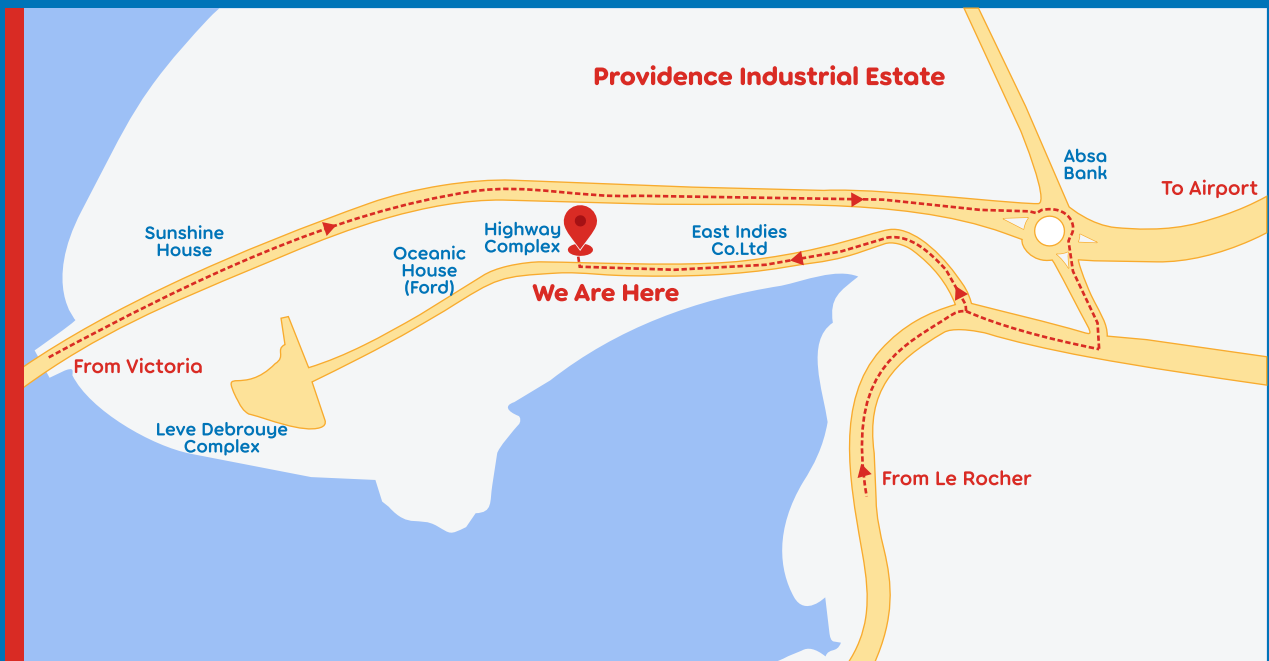 Providence Industrial Estate
Absa
Bank
To Airport
Sunshine
House
Highway
Complex
East Indies
Co.Ltd
Oceanic
House
(Ford)
We Are Here
From Victoria
Leve Debrouye
Complex
From Le Rocher